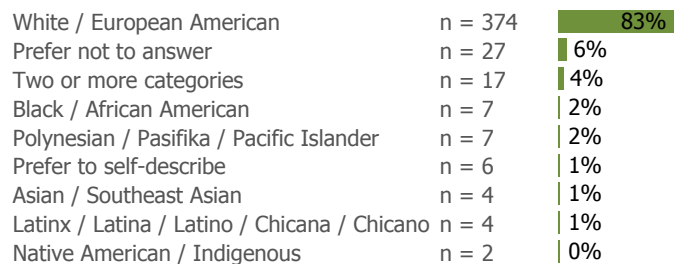 White / European American n = 374 83%
Prefer not to answer n = 27 6%
Two or more categories n = 17 4%
Black / African American n = 7 2%
Polynesian / Pasifika / Pacific Islander n = 7 2%
Prefer to self-describe n = 6 1%
Asian / Southeast Asian n = 4 1%
Latinx / Latina / Latino / Chicana / Chicano n = 4 1%
Native American / Indigenous n = 2 0%